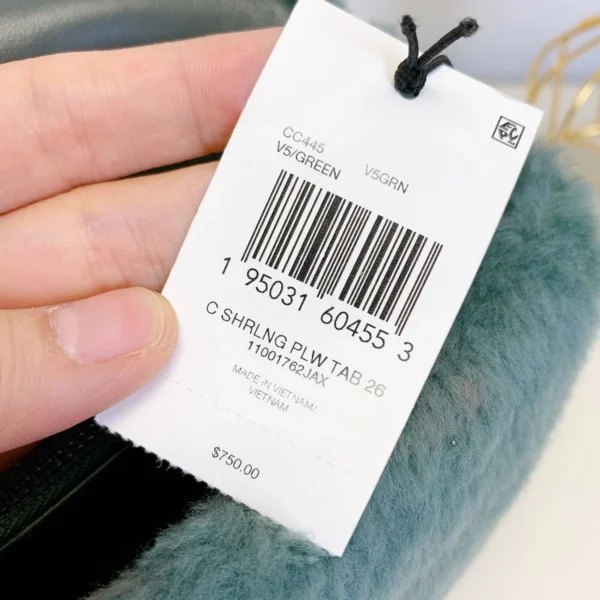 CC445
V5/GREEN V5GRN
1 95031 60455 3
C SHRLNG PLW TAB 26
11001762JAX
MADE IN VIETNAM/
VIETNAM
$750.00